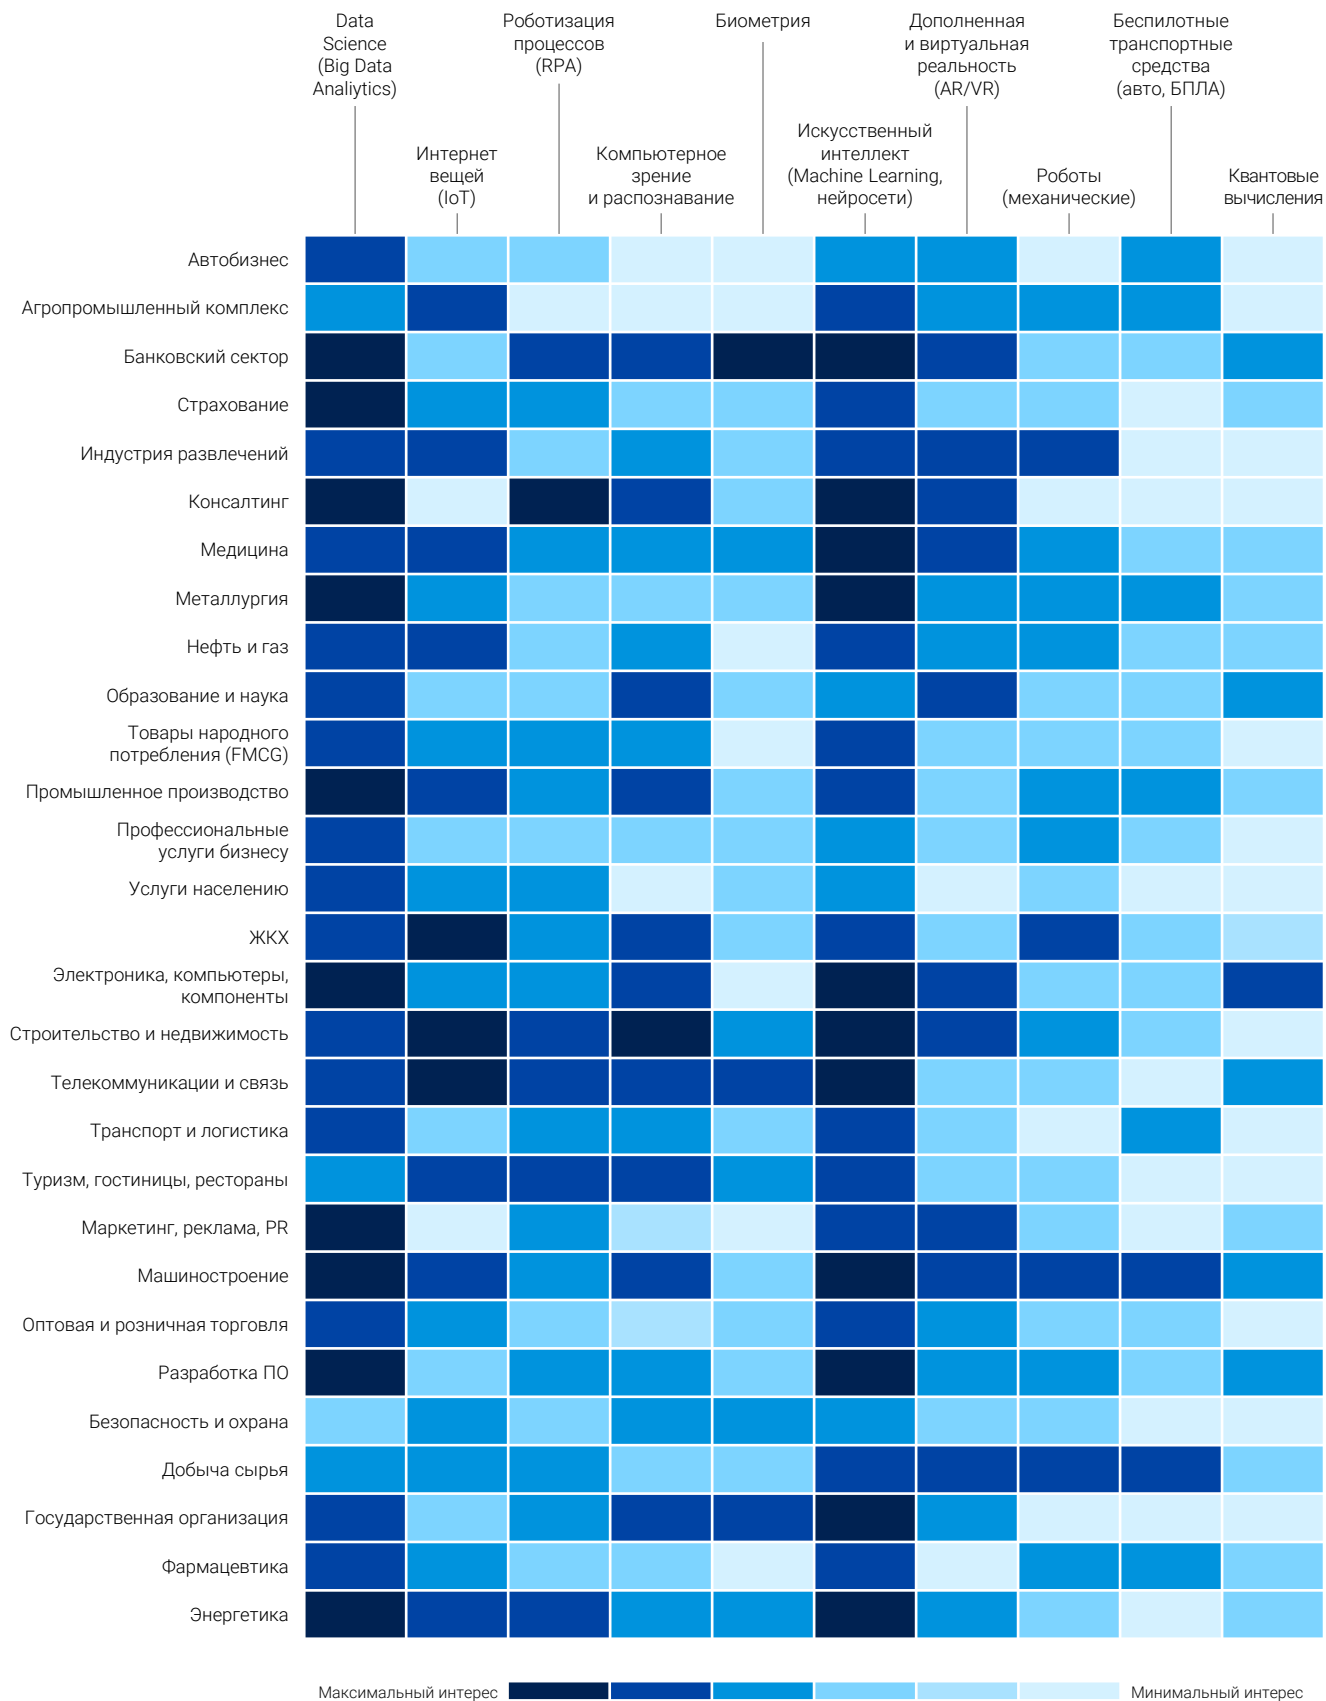 Data
Science
(Big Data
Analiytics)
Роботизация
процессов
(RPA)
Биометрия
Дополненная
и виртуальная
реальность
(AR/VR)
Беспилотные
транспортные
средства
(авто, БПЛА)
Интернет
вещей
(IoT)
Компьютерное
зрение
и распознавание
Искусственный
интеллект
(Machine Learning,
нейросети)
Роботы
(механические)
Квантовые
вычисления
Автобизнес
Агропромышленный комплекс
Банковский сектор
Страхование
Индустрия развлечений
Консалтинг
Медицина
Металлургия
Нефть и газ
Образование и наука
Товары народного
потребления (FMCG)
Промышленное производство
Профессиональные
услуги бизнесу
Услуги населению
ЖКХ
Электроника, компьютеры,
компоненты
Строительство и недвижимость
Телекоммуникации и связь
Транспорт и логистика
Туризм, гостиницы, рестораны
Маркетинг, реклама, PR
Машиностроение
Оптовая и розничная торговля
Разработка ПО
Безопасность и охрана
Добыча сырья
Государственная организация
Фармацевтика
Энергетика
Максимальный интерес
Минимальный интерес